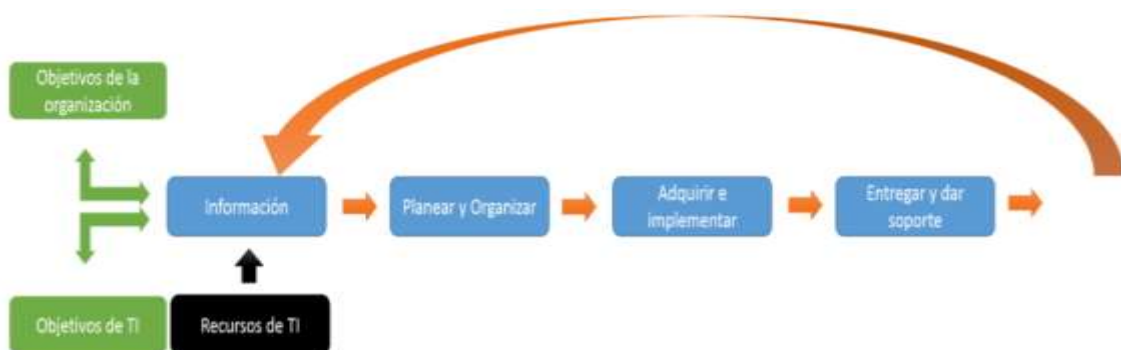 Objetivos de la
organización
Información
Planear y Organizar
Adquirir e
implementar
Entregar y dar
soporte
Objetivos de TI
Recursos de TI